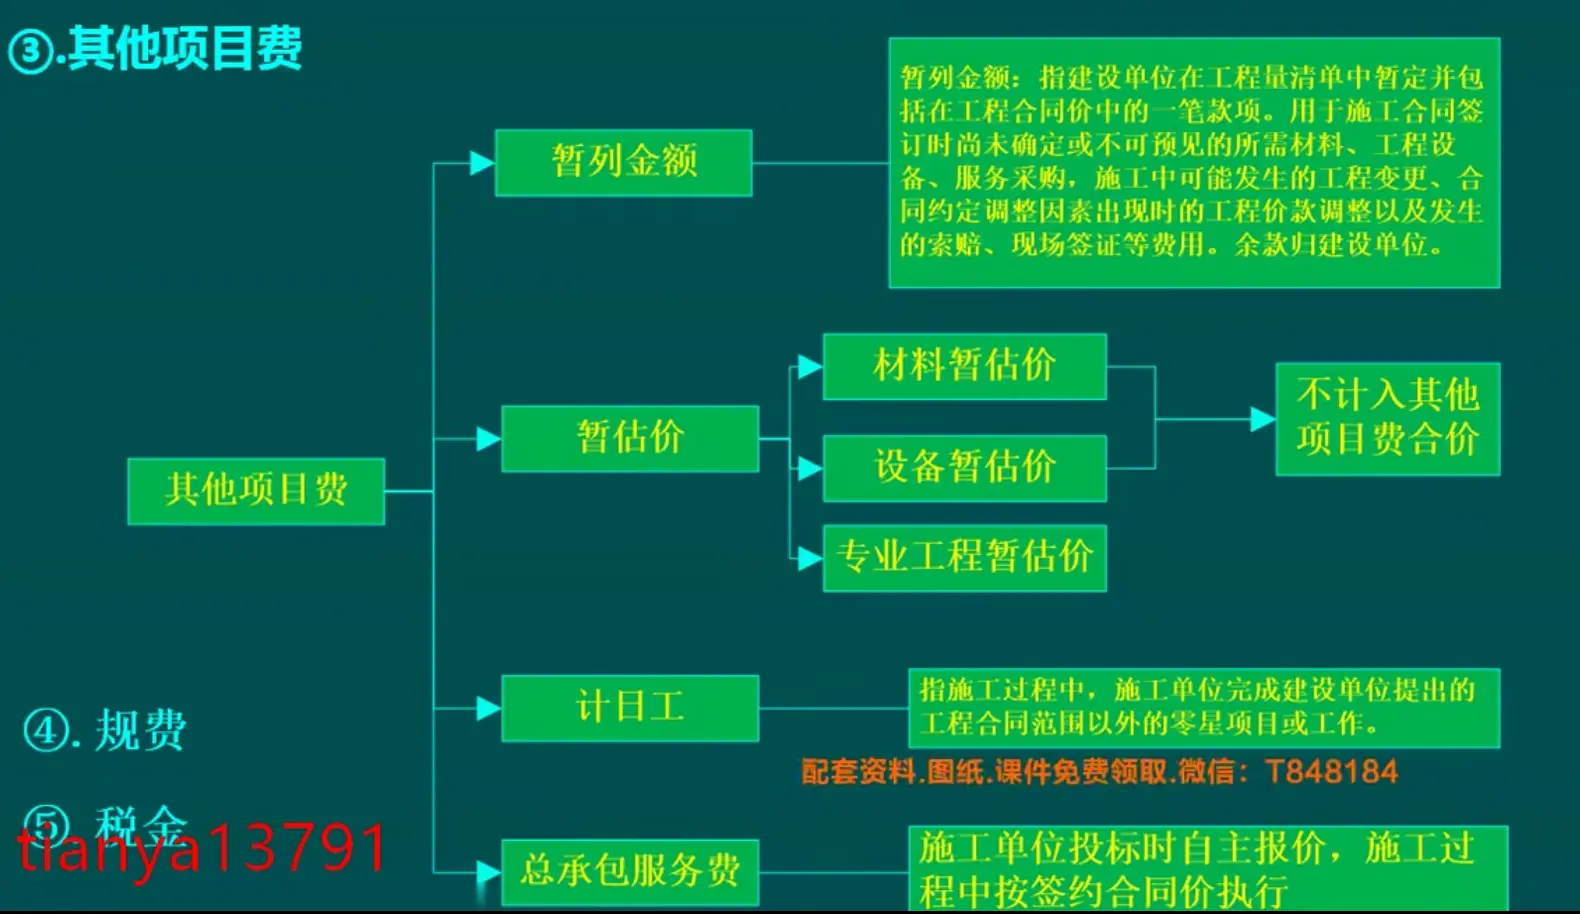 ③.其他项目费
暂列金额
暂列金额：指建设单位在工程量清单中暂定并包
括在工程合同价中的一笔款项。用于施工合同签
订时尚未确定或不可预见的所需材料、工程设
备、服务采购，施工中可能发生的工程变更、合
同约定调整因素出现时的工程价款调整以及发生
的索赔、现场签证等费用。余款归建设单位。
其他项目费
暂估价
材料暂估价
设备暂估价
专业工程暂估价
不计入其他
项目费合价
计日工
指施工过程中，施工单位完成建设单位提出的
工程合同范围以外的零星项目或工作。
配套资料.图纸.课件免费领取.微信：T848184
总承包服务费
施工单位投标时自主报价，施工过
程中按签约合同价执行
④. 规费
⑤. 税金
tianya13791